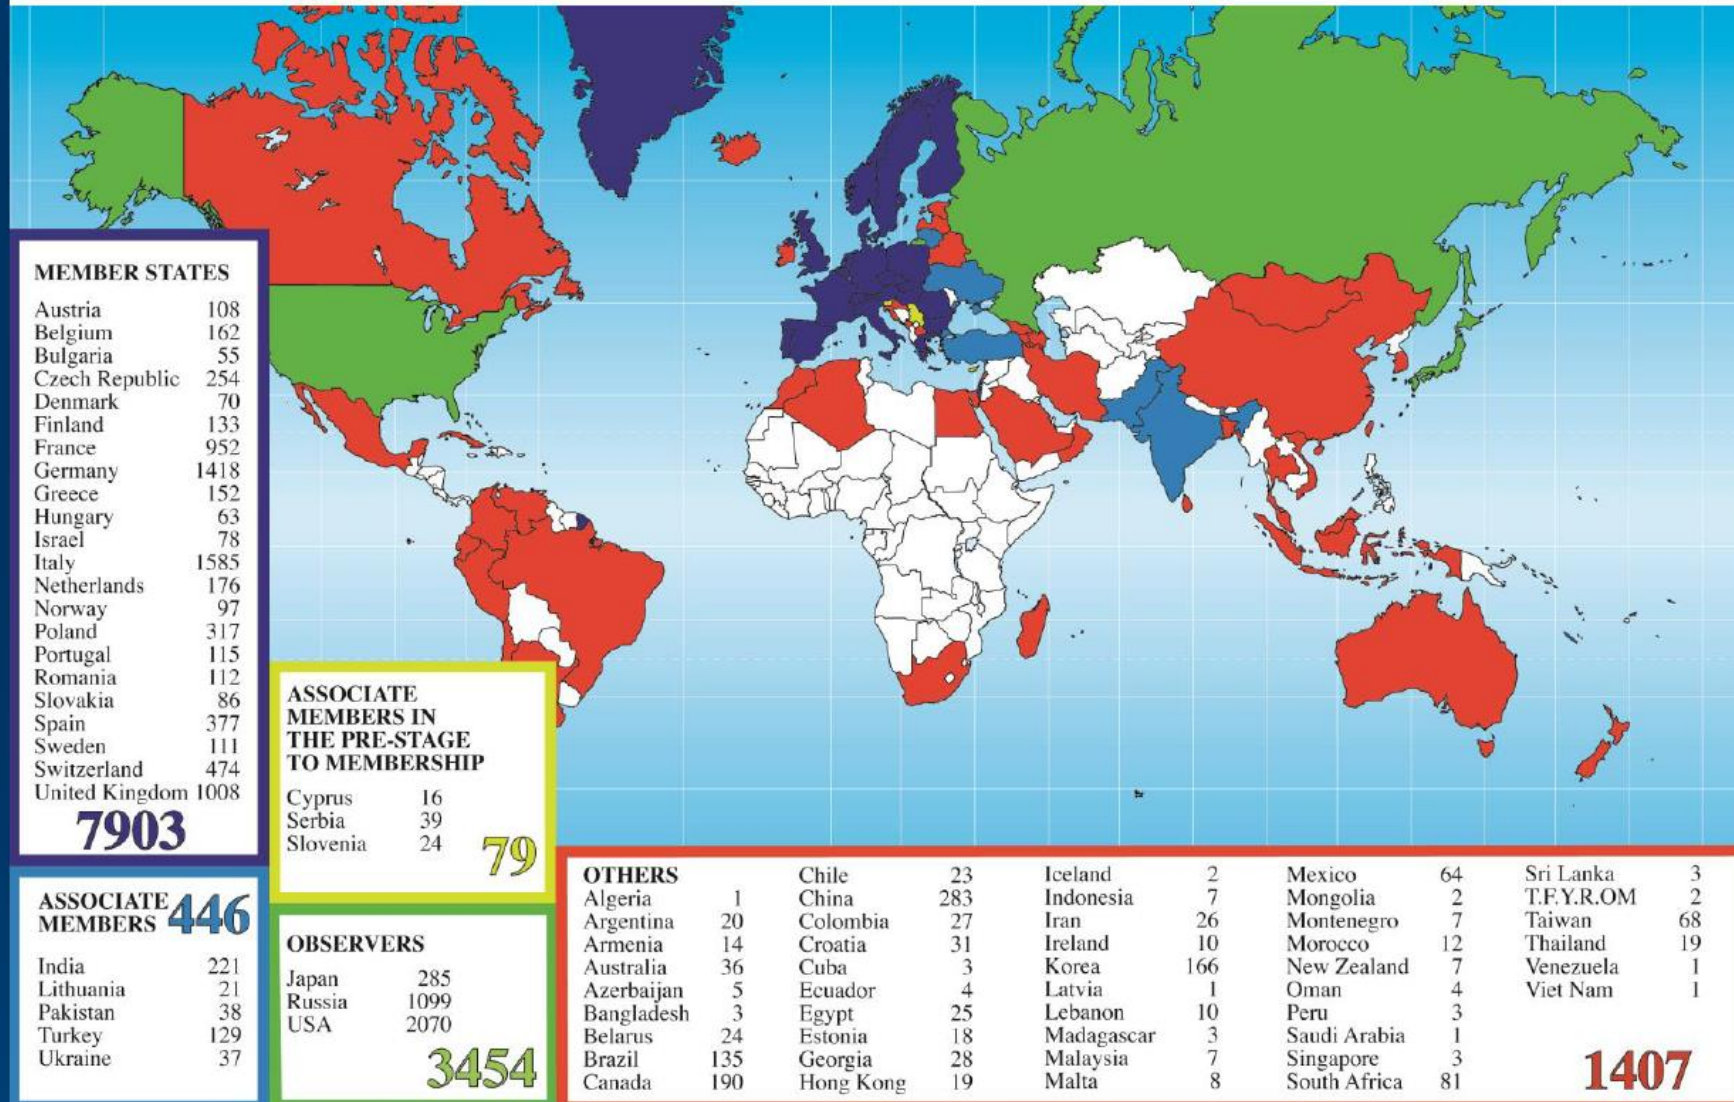 MEMBER STATES
Austria 108
Belgium 162
Bulgaria 55
Czech Republic 254
Denmark 70
Finland 133
France 952
Germany 1418
Greece 152
Hungary 63
Israel 78
Italy 1585
Netherlands 176
Norway 97
Poland 317
Portugal 115
Romania 112
Slovakia 86
Spain 377
Sweden 111
Switzerland 474
United Kingdom 1008
7903
ASSOCIATE
MEMBERS 446
India 221
Lithuania 21
Pakistan 38
Turkey 129
Ukraine 37
ASSOCIATE
MEMBERS IN
THE PRE-STAGE
TO MEMBERSHIP
Cyprus 16
Serbia 39
Slovenia 24
79
OBSERVERS
Japan 285
Russia 1099
USA 2070
3454
OTHERS
Algeria 1
Argentina 20
Armenia 14
Australia 36
Azerbaijan 5
Bangladesh 3
Belarus 24
Brazil 135
Canada 190
Chile 23
China 283
Colombia 27
Croatia 31
Cuba 3
Ecuador 4
Egypt 25
Estonia 18
Georgia 28
Hong Kong 19
Iceland 2
Indonesia 7
Iran 26
Ireland 10
Korea 166
Latvia 1
Lebanon 10
Madagascar 3
Malaysia 7
Malta 8
Mexico 64
Mongolia 2
Montenegro 7
Morocco 12
New Zealand 7
Oman 4
Peru 3
Saudi Arabia 1
Singapore 3
South Africa 81
Sri Lanka 3
T.F.Y.R.OM 2
Taiwan 68
Thailand 19
Venezuela 1
Viet Nam 1
1407